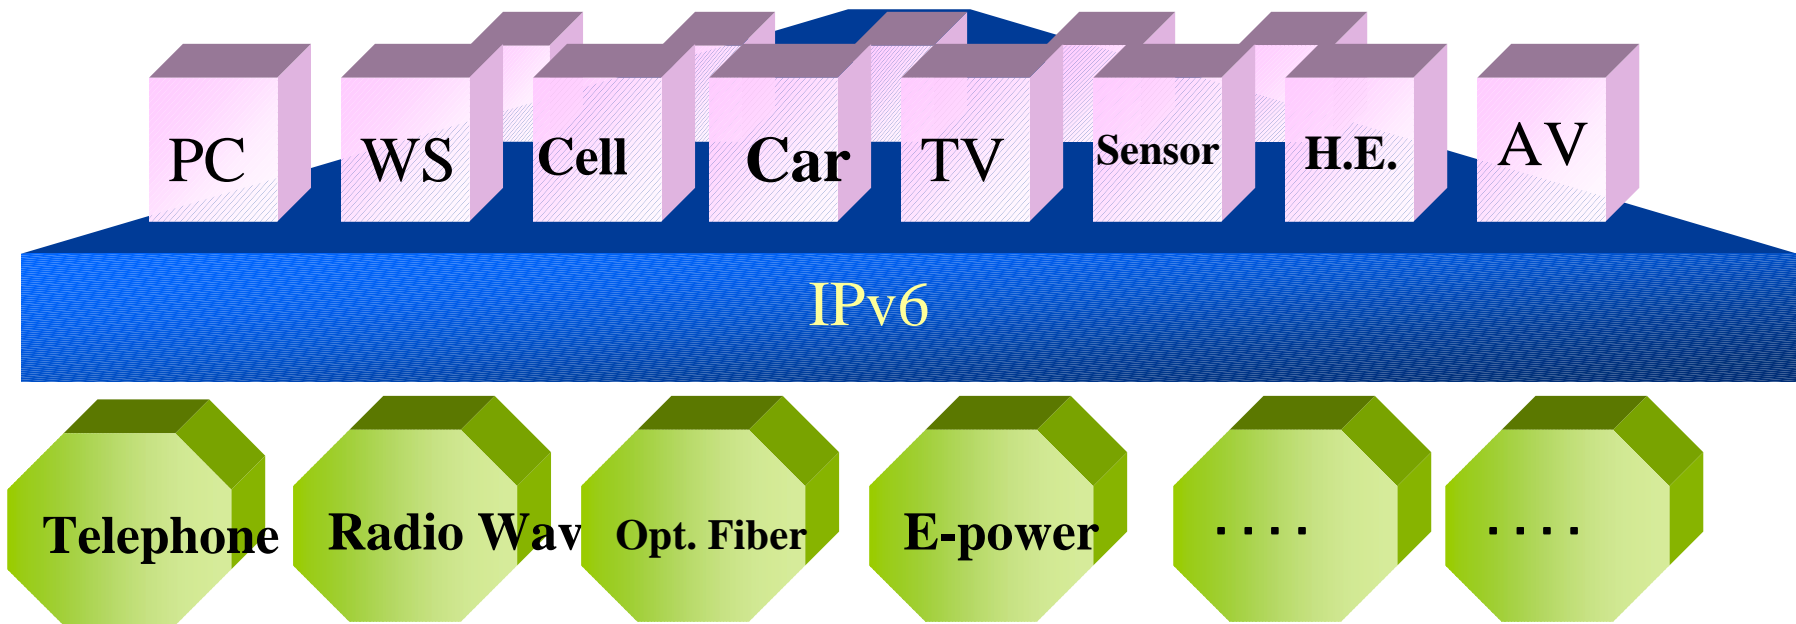 PC
WS
Cell
Car
TV
Sensor
H.E.
AV
IPv6
Telephone
Radio Wav
Opt. Fiber
E-power
....
....